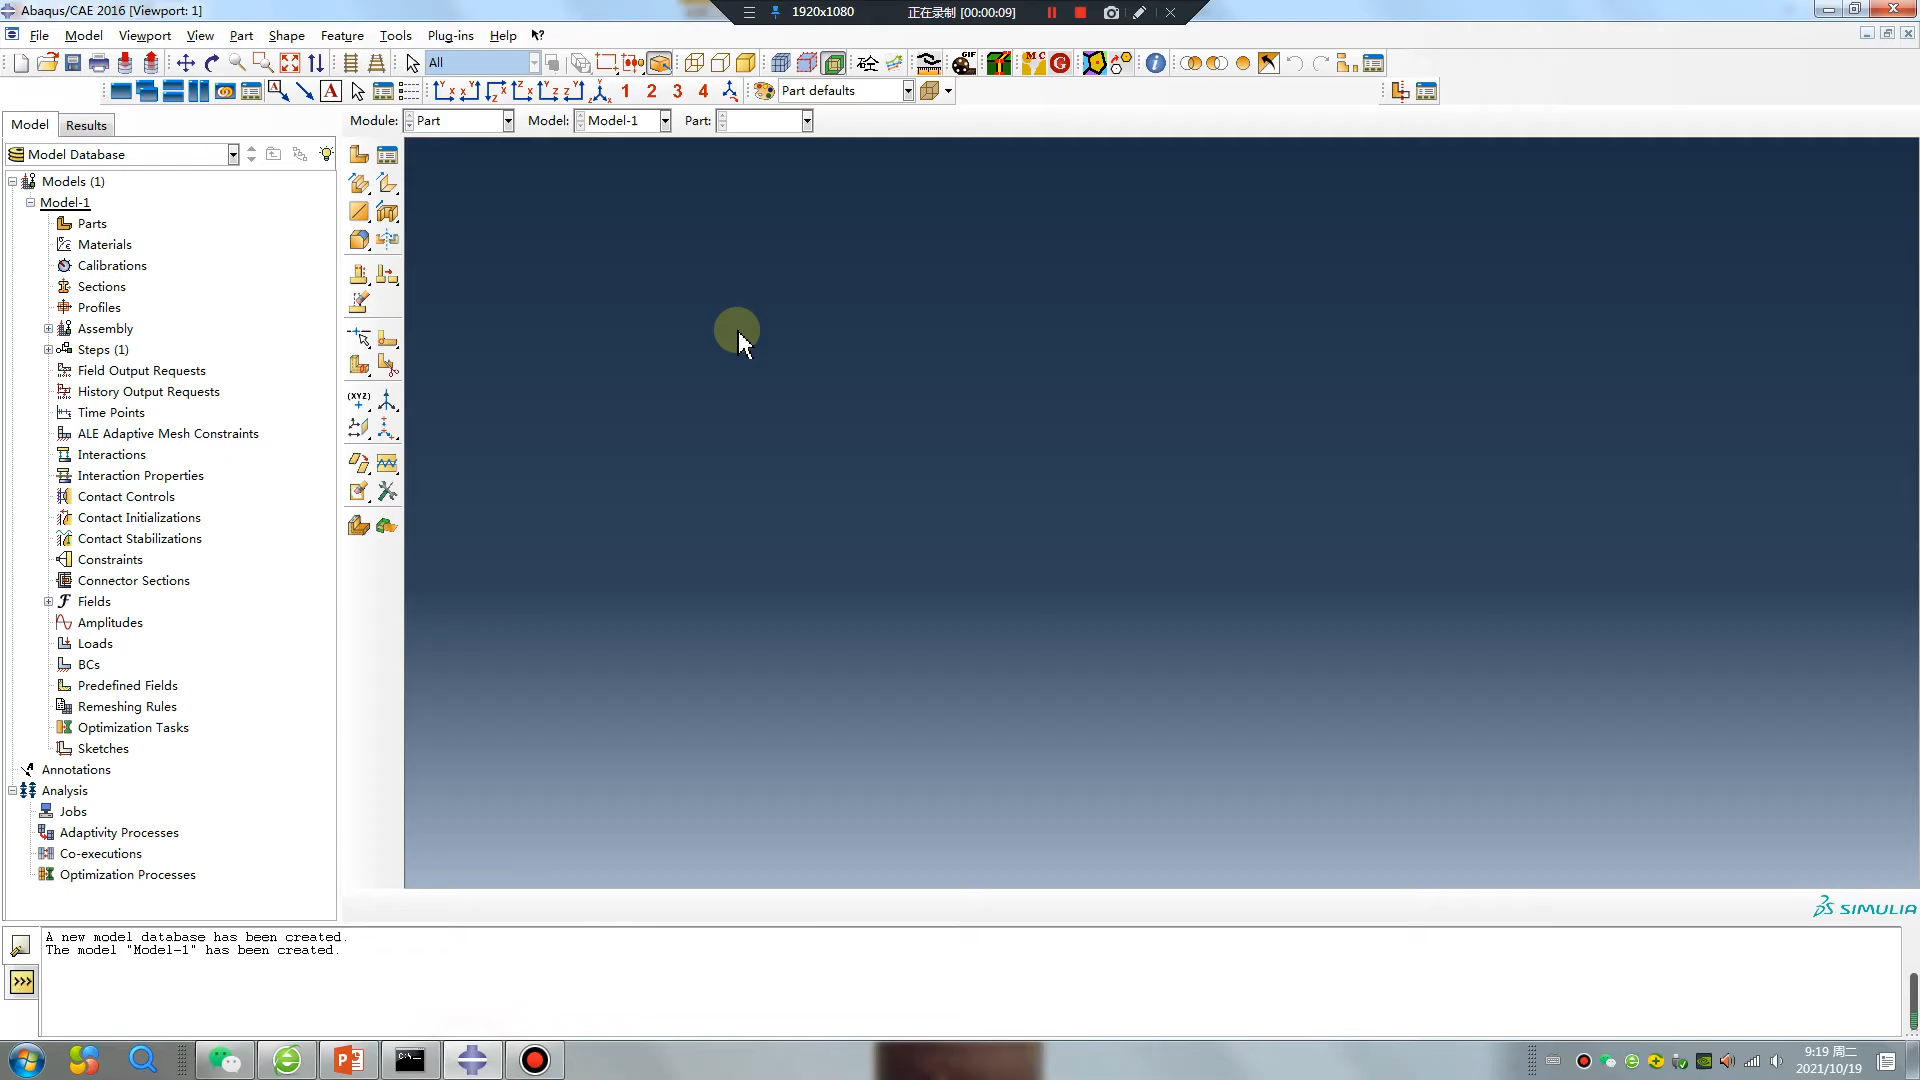 Abaqus/CAE 2016 [Viewport: 1]
1920x1080
正在录制 [00:00:09]
File Model Viewport View Part Shape Feature Tools Plug-ins Help
All
砼
GIF
M C
G
A
A
1 2 3 4
Part defaults
Model Results
Module: Part Model: Model-1 Part:
Model Database
Models (1)
Model-1
Parts
Materials
Calibrations
Sections
Profiles
Assembly
Steps (1)
Field Output Requests
History Output Requests
Time Points
ALE Adaptive Mesh Constraints
Interactions
Interaction Properties
Contact Controls
Contact Initializations
Contact Stabilizations
Constraints
Connector Sections
Fields
Amplitudes
Loads
BCs
Predefined Fields
Remeshing Rules
Optimization Tasks
Sketches
Annotations
Analysis
Jobs
Adaptivity Processes
Co-executions
Optimization Processes
(XYZ)
SIMULIA
A new model database has been created.
The model "Model-1" has been created.
>>>
9:19 周二
2021/10/19